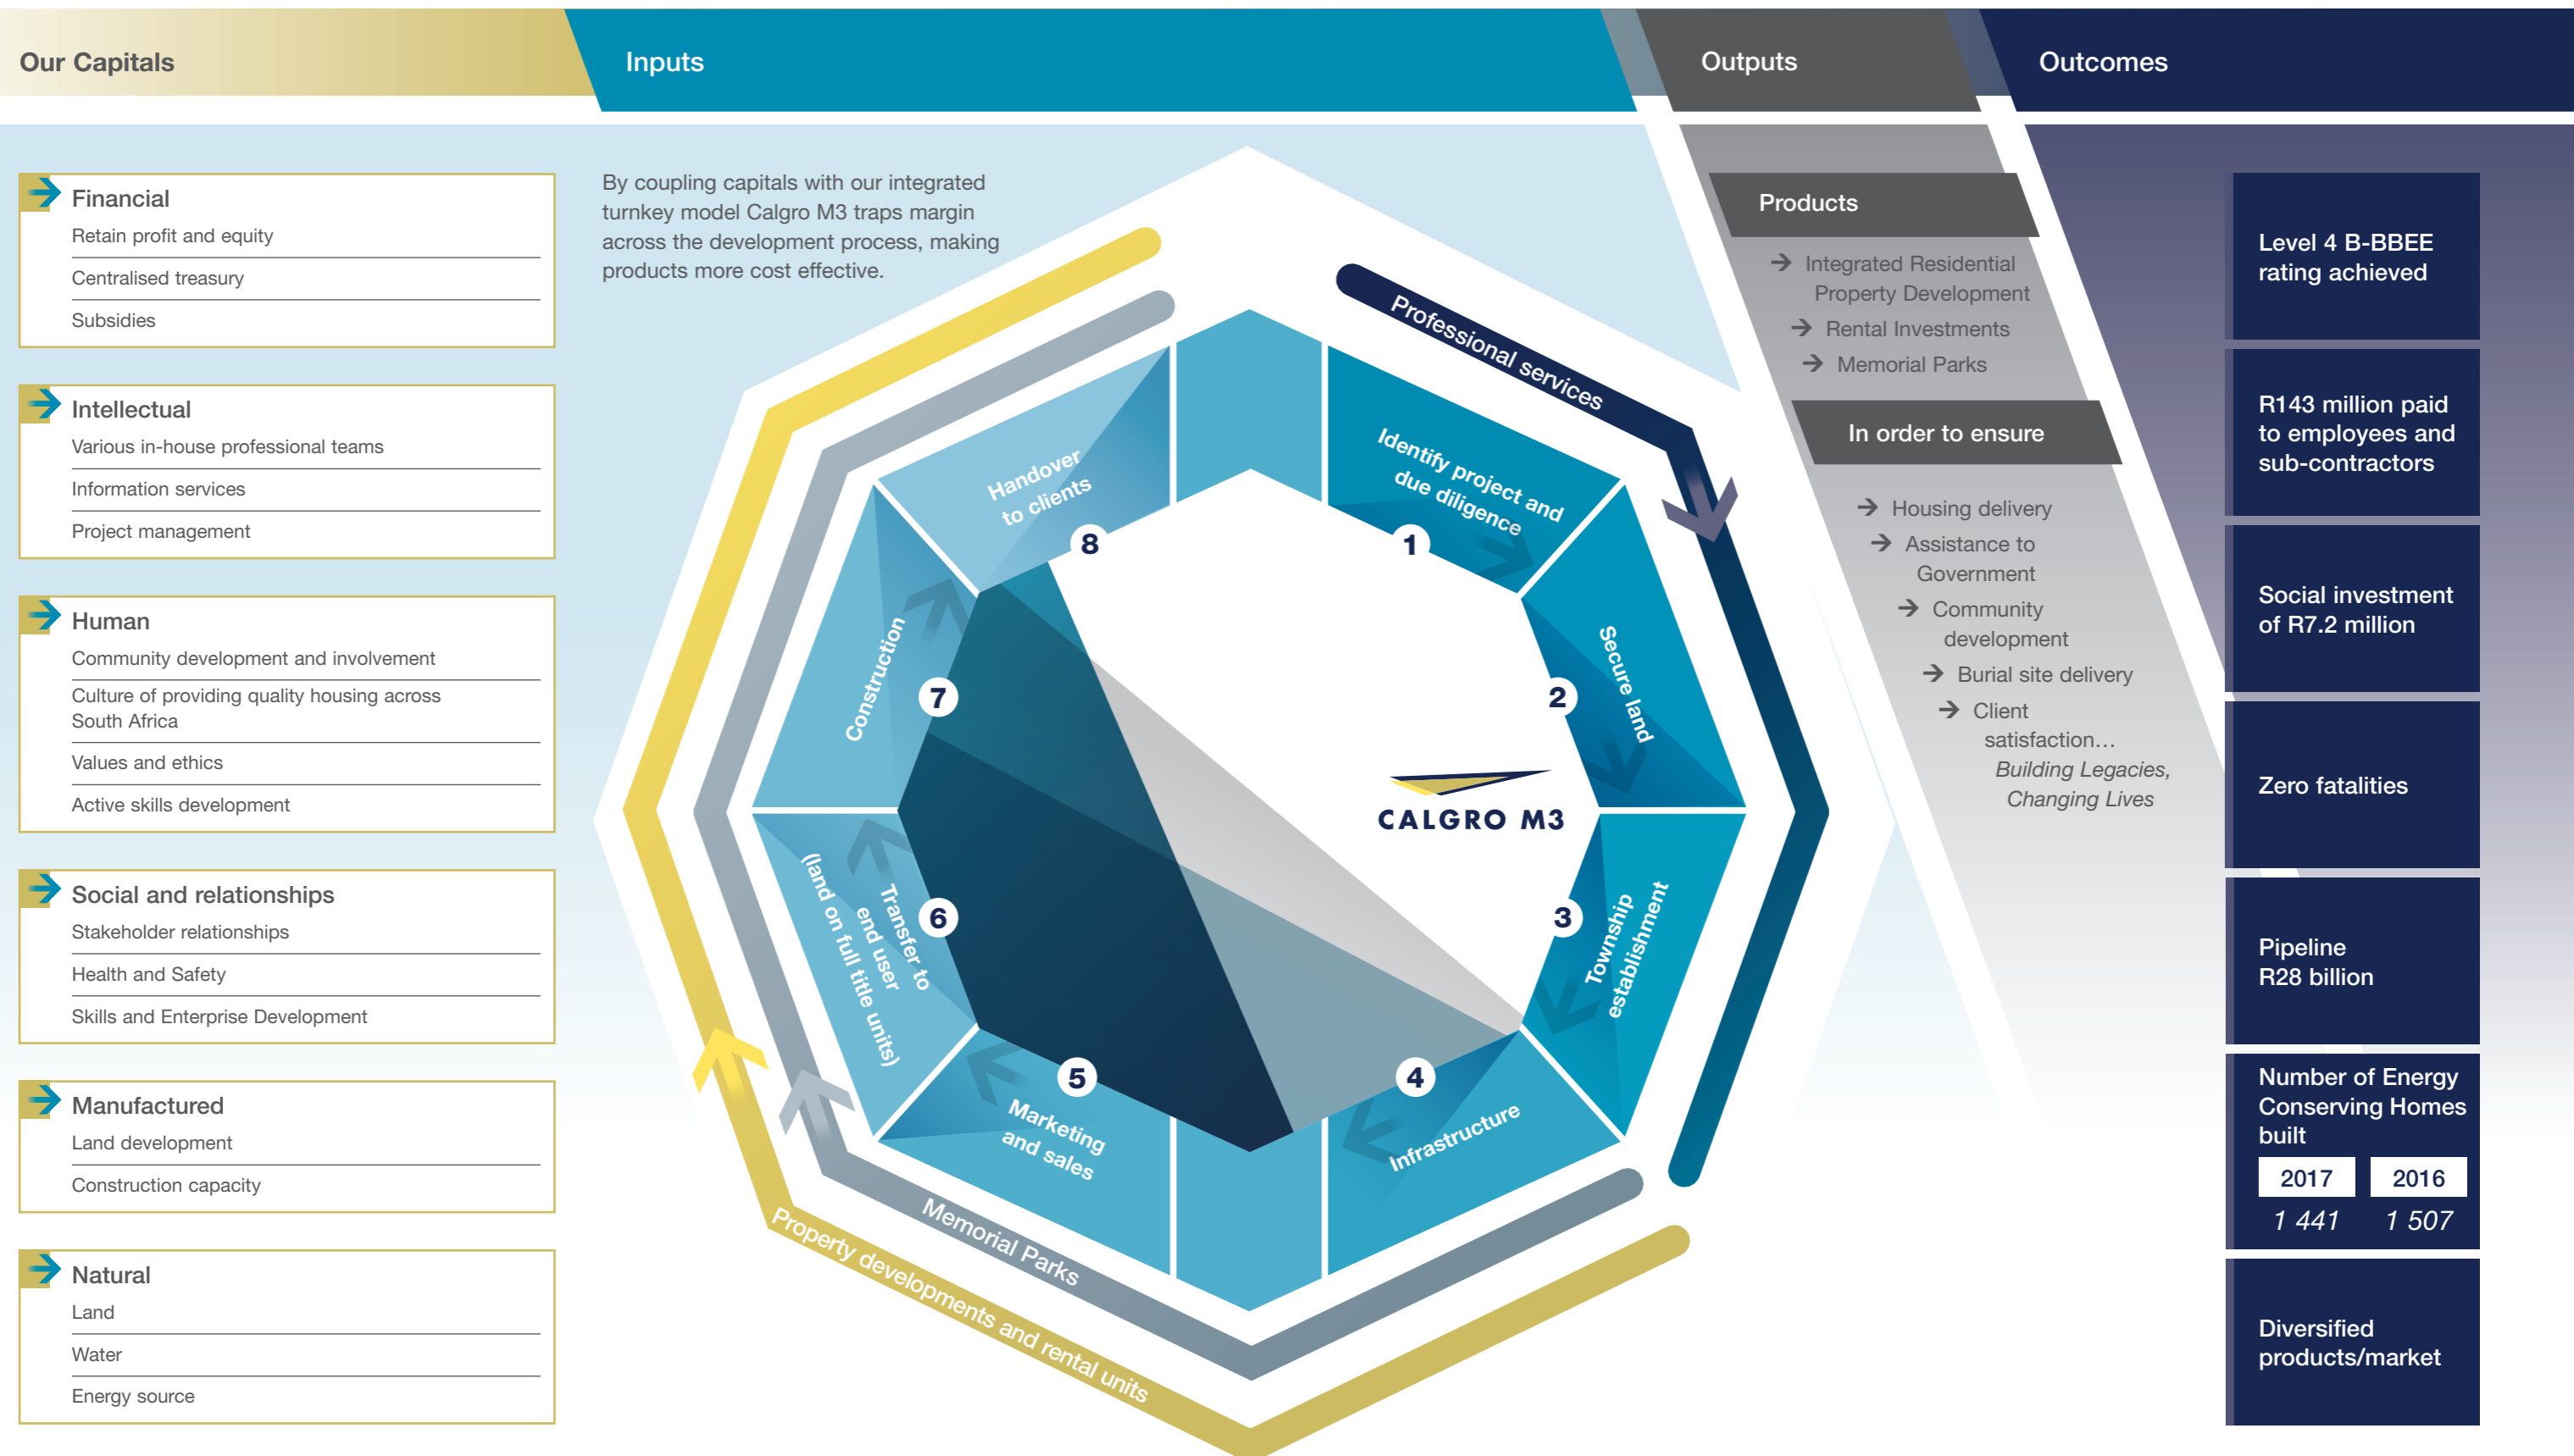 Our Capitals
Inputs
Outputs
Outcomes
Financial
Retain profit and equity
Centralised treasury
Subsidies
Intellectual
Various in-house professional teams
Information services
Project management
Human
Community development and involvement
Culture of providing quality housing across
South Africa
Values and ethics
Active skills development
Social and relationships
Stakeholder relationships
Health and Safety
Skills and Enterprise Development
Manufactured
Land development
Construction capacity
Natural
Land
Water
Energy source
By coupling capitals with our integrated
turnkey model Calgro M3 traps margin
across the development process, making
products more cost effective.
Professional services
Identify project and
due diligence
1
Secure land
2
Township
establishment
3
Infrastructure
4
Marketing
and sales
5
Transfer to
end user
(land on full title units)
6
Construction
7
Handover
to clients
8
CALGRO M3
Memorial Parks
Property developments and rental units
Products
Integrated Residential
Property Development
Rental Investments
Memorial Parks
In order to ensure
Housing delivery
Assistance to
Government
Community
development
Burial site delivery
Client
satisfaction…
Building Legacies,
Changing Lives
Level 4 B-BBEE
rating achieved
R143 million paid
to employees and
sub-contractors
Social investment
of R7.2 million
Zero fatalities
Pipeline
R28 billion
Number of Energy
Conserving Homes
built
2017 2016
1 441 1 507
Diversified
products/market